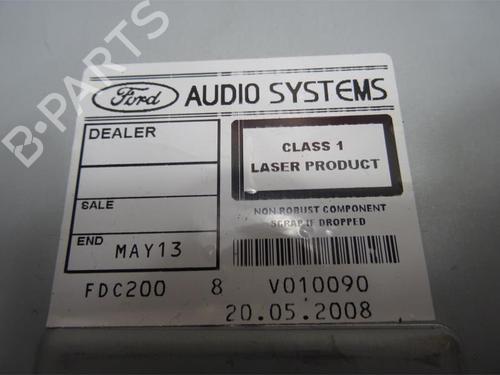 Ford AUDIO SYSTEMS
DEALER
CLASS 1
LASER PRODUCT
SALE
NON ROBUST COMPONENT
SCRAP IF DROPPED
END MAY13
FDC200 8 V010090
20.05.2008
B-PARTS